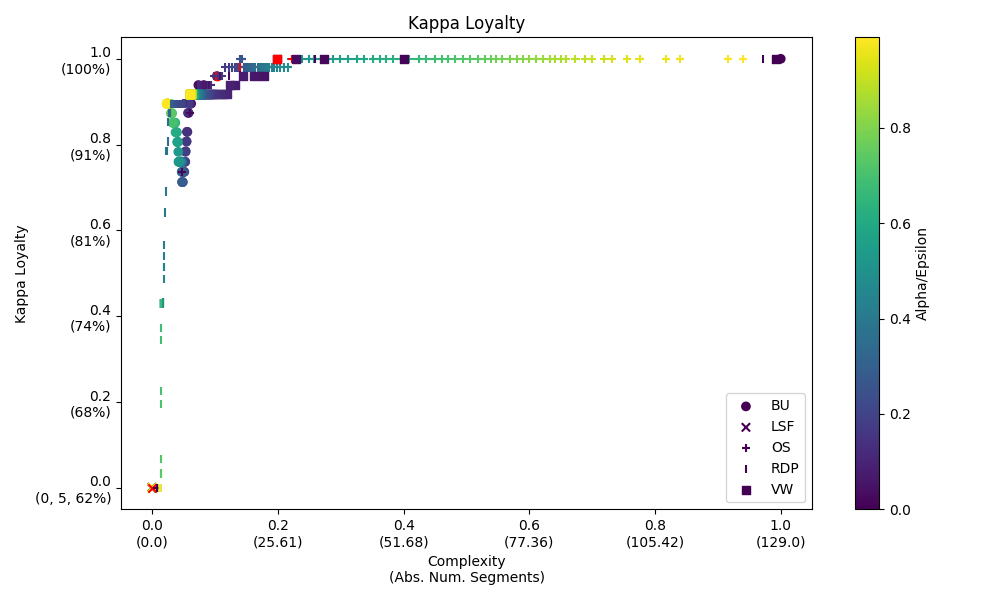 Kappa Loyalty
1.0
(100%)
0.8
(91%)
0.6
(81%)
0.4
(74%)
0.2
(68%)
0.0
(0, 5, 62%)
Kappa Loyalty
0.0
(0.0)
0.2
(25.61)
0.4
(51.68)
0.6
(77.36)
0.8
(105.42)
1.0
(129.0)
Complexity
(Abs. Num. Segments)
BU
LSF
OS
RDP
VW
0.8
0.6
0.4
0.2
0.0
Alpha/Epsilon